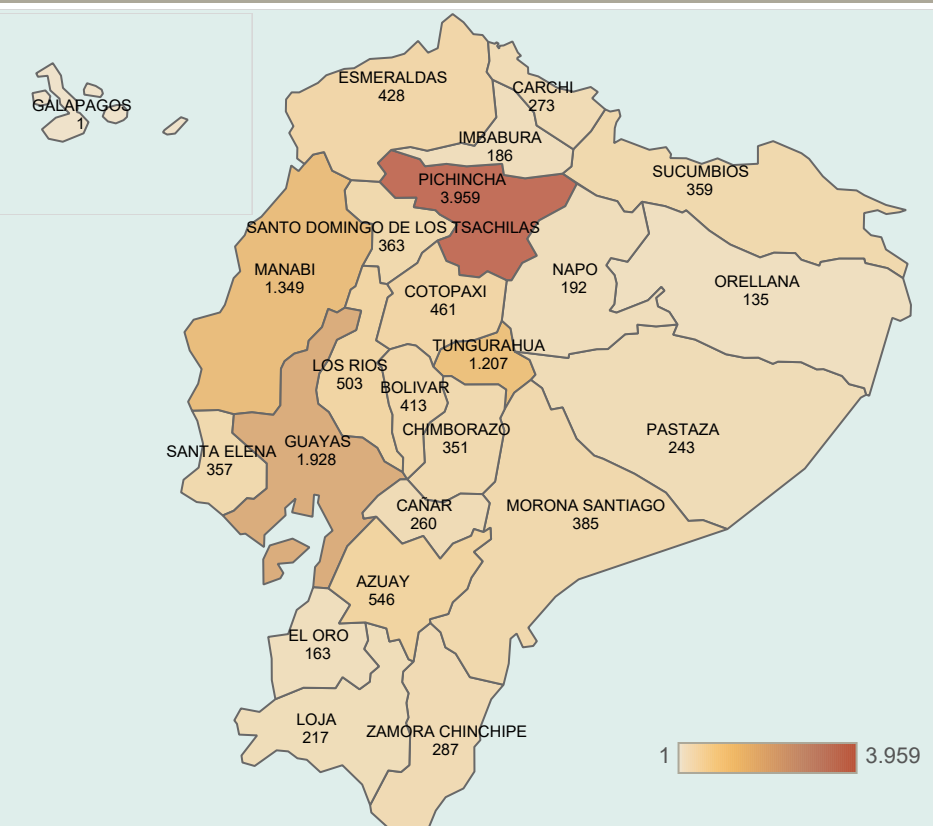 ESMERALDAS
428
CARCHI
273
GALAPAGOS
1
IMBABURA
186
PICHINCHA
3.959
SUCUMBIOS
359
SANTO DOMINGO DE LOS TSACHILAS
363
MANABI
1.349
NAPO
192
ORELLANA
135
COTOPAXI
461
TUNGURAHUA
1.207
LOS RIOS
503
BOLIVAR
413
CHIMBORAZO
351
PASTAZA
243
GUAYAS
1.928
SANTA ELENA
357
CAÑAR
260
MORONA SANTIAGO
385
AZUAY
546
EL ORO
163
LOJA
217
ZAMORA CHINCHIPE
287
1 3.959